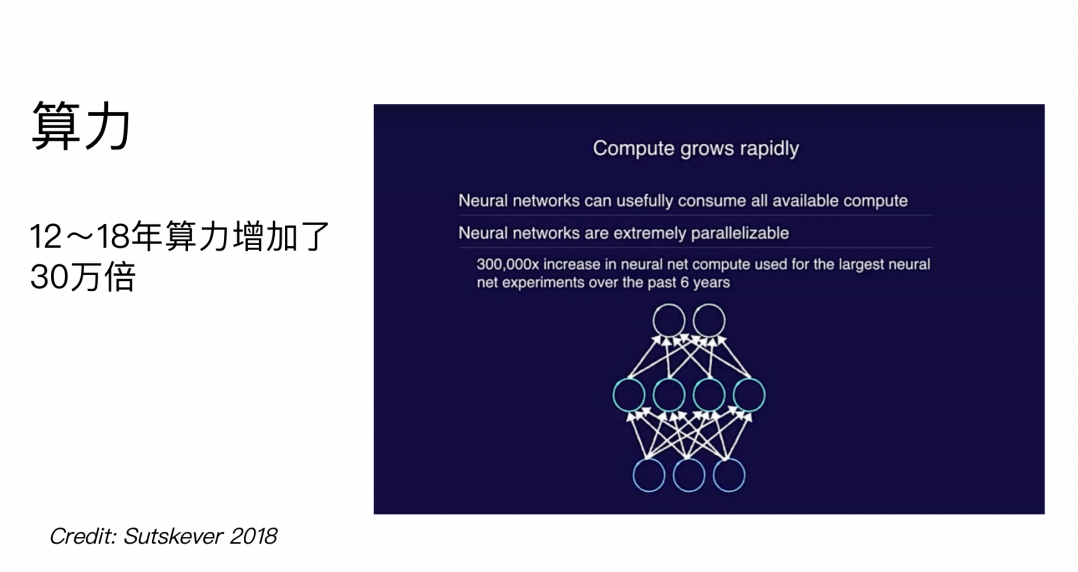 算力
12～18年算力增加了
30万倍
Compute grows rapidly
Neural networks can usefully consume all available compute
Neural networks are extremely parallelizable
300,000x increase in neural net compute used for the largest neural
net experiments over the past 6 years
Credit: Sutskever 2018